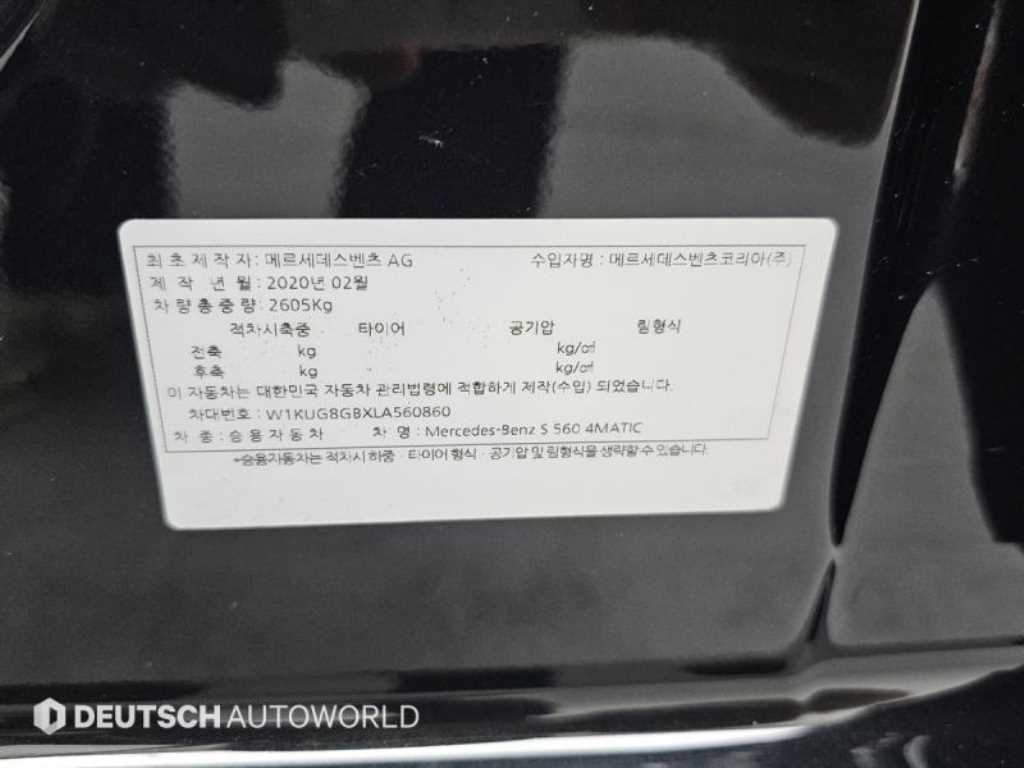 최초제작자: 메르세데스벤츠 AG 수입자명 : 메르세데스벤츠코리아(주)
제 작 년 월 : 2020년 02월
차 량 총 중 량 : 2605Kg
적차시축중 타이어 공기압 림형식
전축 kg kg/㎠
후축 kg kg/㎠
이 자동차는 대한민국 자동차 관리법령에 적합하게 제작(수입) 되었습니다.
차대번호 : W1KUG8GBXLA560860
차 종 : 승용자동차 차 명 : Mercedes-Benz S 560 4MATIC
*승용자동차는 적차시 하중 · 타이어 형식 · 공기압 및 림형식을 생략할 수 있습니다.
DEUTSCH AUTOWORLD